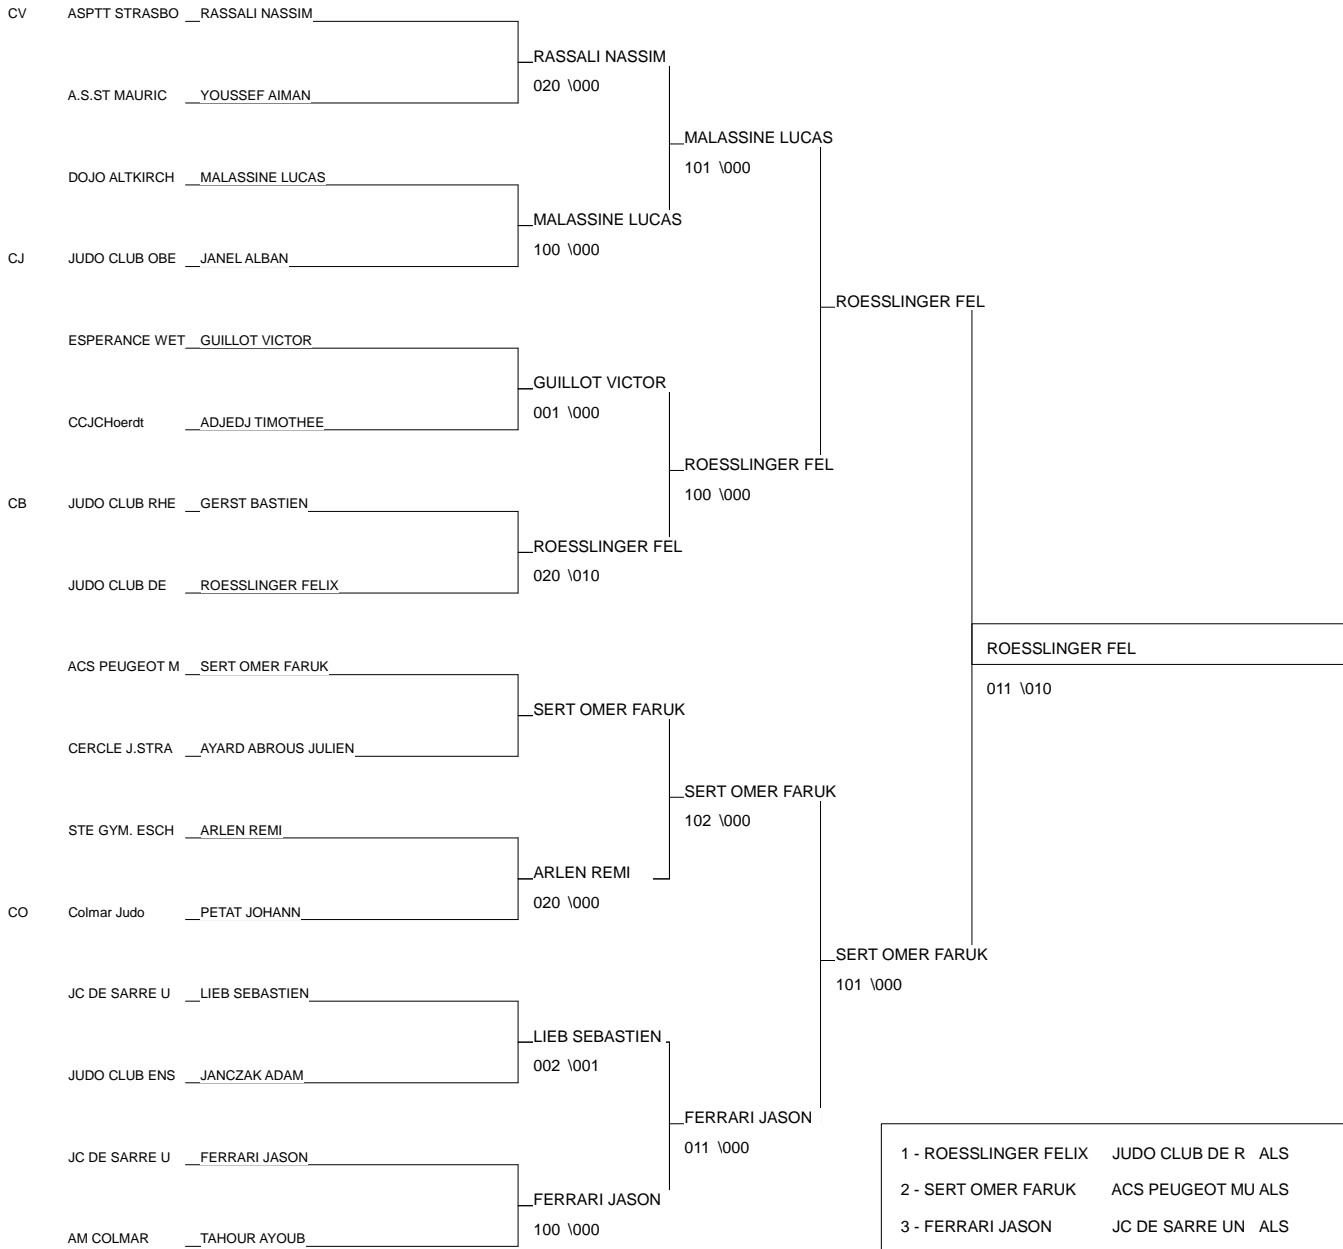 CV ASPTT STRASBO RASSALI NASSIM
RASSALI NASSIM
020 \000
A.S.ST MAURIC YOUSSEF AIMAN
MALASSINE LUCAS
101 \000
DOJO ALTKIRCH MALASSINE LUCAS
MALASSINE LUCAS
100 \000
CJ JUDO CLUB OBE JANEL ALBAN
ROESSLINGER FEL
ESPERANCE WET GUILLOT VICTOR
GUILLOT VICTOR
001 \000
CCJCHoerdt ADJEDJ TIMOTHEE
ROESSLINGER FEL
100 \000
CB JUDO CLUB RHE GERST BASTIEN
ROESSLINGER FEL
020 \010
JUDO CLUB DE ROESSLINGER FELIX
ROESSLINGER FEL
011 \010
ACS PEUGEOT M SERT OMER FARUK
SERT OMER FARUK
CERCLE J.STRA AYARD ABROUS JULIEN
SERT OMER FARUK
102 \000
STE GYM. ESCH ARLEN REMI
ARLEN REMI
020 \000
CO Colmar Judo PETAT JOHANN
SERT OMER FARUK
101 \000
JC DE SARRE U LIEB SEBASTIEN
LIEB SEBASTIEN
002 \001
JUDO CLUB ENS JANCZAK ADAM
FERRARI JASON
011 \000
JC DE SARRE U FERRARI JASON
FERRARI JASON
100 \000
AM COLMAR TAHOUR AYOUB
1 - ROESSLINGER FELIX JUDO CLUB DE R ALS
2 - SERT OMER FARUK ACS PEUGEOT MU ALS
3 - FERRARI JASON JC DE SARRE UN ALS